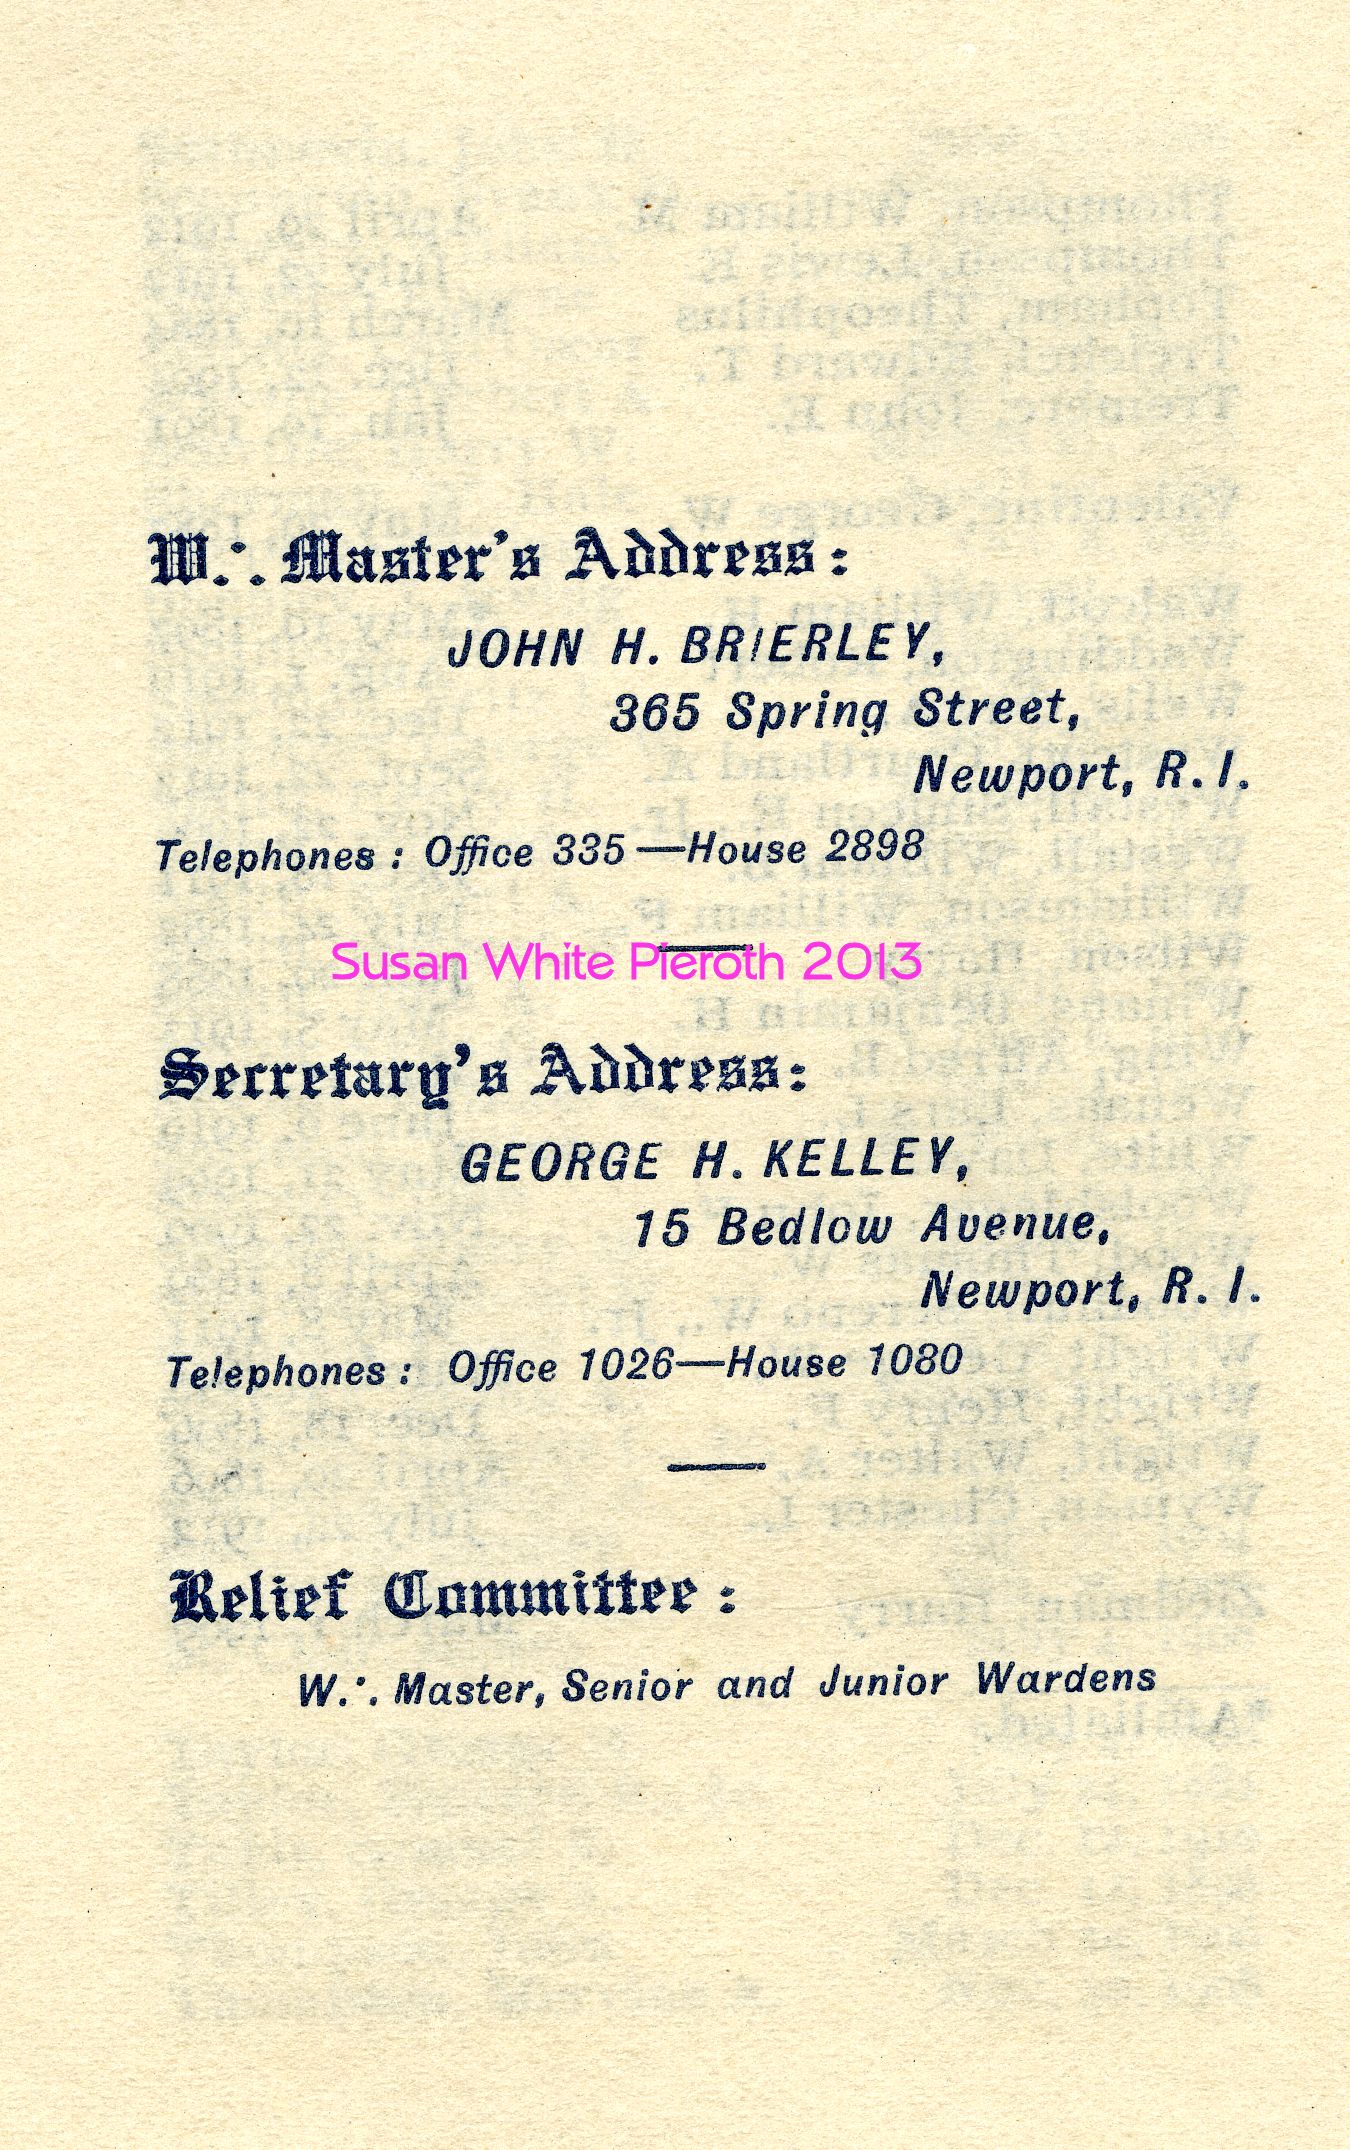 W.·. Master's Address:
JOHN H. BRIERLEY,
365 Spring Street,
Newport, R. I.
Telephones: Office 335—House 2898
Susan White Pieroth 2013
Secretary's Address:
GEORGE H. KELLEY,
15 Bedlow Avenue,
Newport, R. I.
Telephones: Office 1026—House 1080
Relief Committee:
W.·. Master, Senior and Junior Wardens